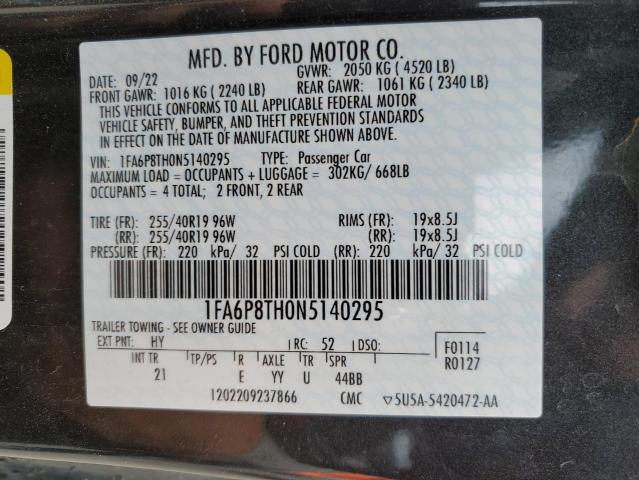 MFD. BY FORD MOTOR CO.
DATE: 09/22 GVWR: 2050 KG ( 4520 LB)
FRONT GAWR: 1016 KG ( 2240 LB) REAR GAWR: 1061 KG ( 2340 LB)
THIS VEHICLE CONFORMS TO ALL APPLICABLE FEDERAL MOTOR
VEHICLE SAFETY, BUMPER, AND THEFT PREVENTION STANDARDS
IN EFFECT ON THE DATE OF MANUFACTURE SHOWN ABOVE.
VIN: 1FA6P8TH0N5140295 TYPE: Passenger Car
MAXIMUM LOAD = OCCUPANTS + LUGGAGE = 302KG/ 668LB
OCCUPANTS = 4 TOTAL; 2 FRONT, 2 REAR
TIRE (FR): 255/40R19 96W RIMS (FR): 19x8.5J
(RR): 255/40R19 96W (RR): 19x8.5J
PRESSURE (FR): 220 kPa/ 32 PSI COLD (RR): 220 kPa/ 32 PSI COLD
1FA6P8TH0N5140295
TRAILER TOWING - SEE OWNER GUIDE
EXT PNT: HY RC: 52 DSO: F0114
INT TR TP/PS R AXLE TR SPR R0127
21 E YY U 44BB
1202209237866 CMC ▽5U5A-5420472-AA